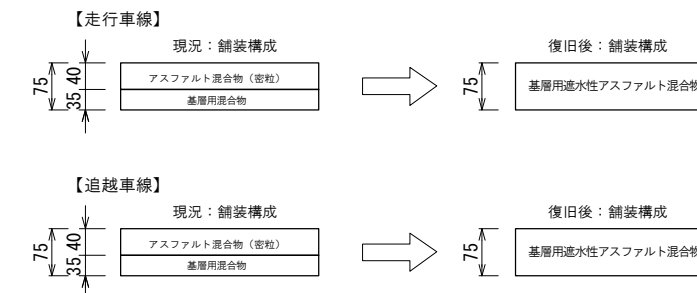 【走行車線】
現況：舗装構成
復旧後：舗装構成
75
40
35
アスファルト混合物（密粒）
基層用混合物
75
基層用遮水性アスファルト混合物
【追越車線】
現況：舗装構成
復旧後：舗装構成
75
40
35
アスファルト混合物（密粒）
基層用混合物
75
基層用遮水性アスファルト混合物